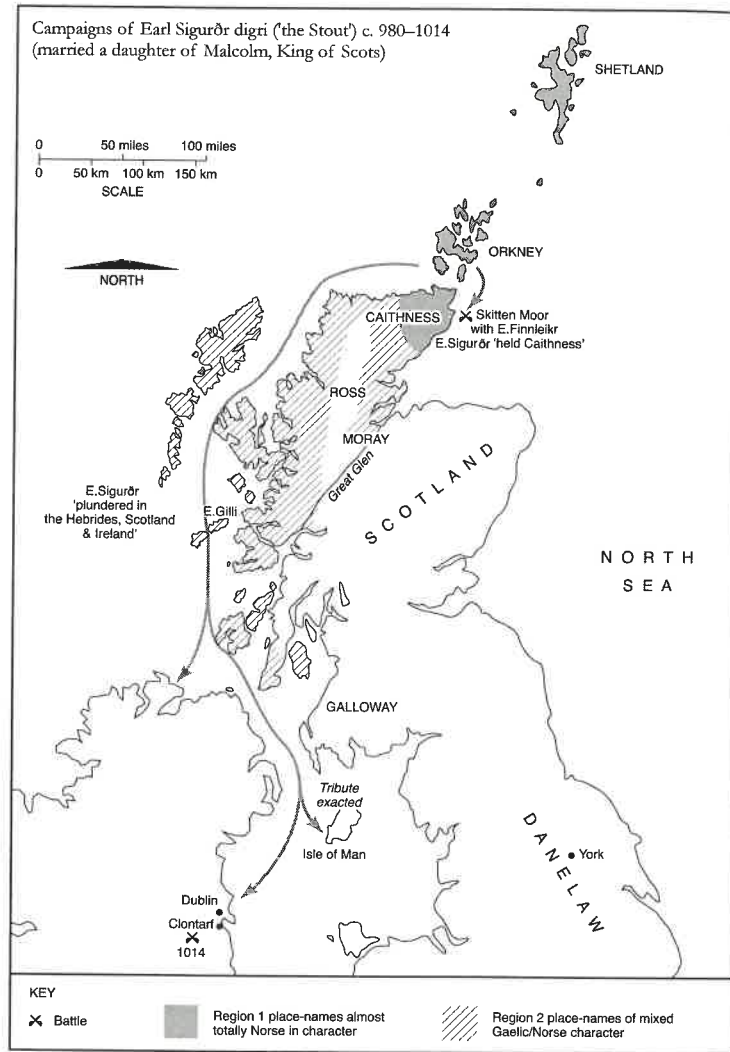 Campaigns of Earl Sigurðr digri ('the Stout') c. 980–1014
(married a daughter of Malcolm, King of Scots)
SHETLAND
0 50 miles 100 miles
0 50 km 100 km 150 km
SCALE
ORKNEY
NORTH
CAITHNESS
Skitten Moor
with E.Finnleikr
E.Sigurðr 'held Caithness'
ROSS
MORAY
Great Glen
SCOTLAND
E.Sigurðr
'plundered in
the Hebrides, Scotland
& Ireland'
E.Gilli
NORTH
SEA
GALLOWAY
Tribute
exacted
Isle of Man
DANELAW
York
Dublin
Clontarf
1014
KEY
Battle
Region 1 place-names almost
totally Norse in character
Region 2 place-names of mixed
Gaelic/Norse character